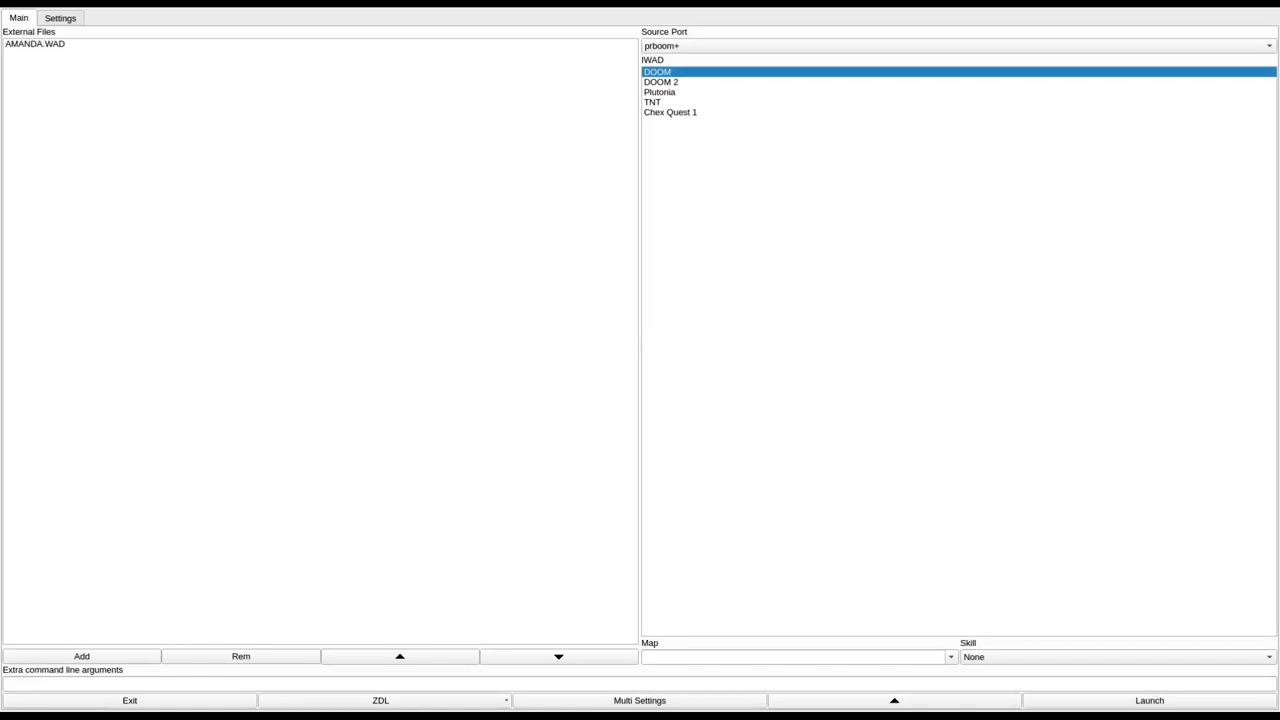 Main Settings
External Files
AMANDA.WAD
Source Port
prboom+
IWAD
DOOM
DOOM 2
Plutonia
TNT
Chex Quest 1
Map Skill
None
Add Rem
Extra command line arguments
Exit ZDL Multi Settings Launch